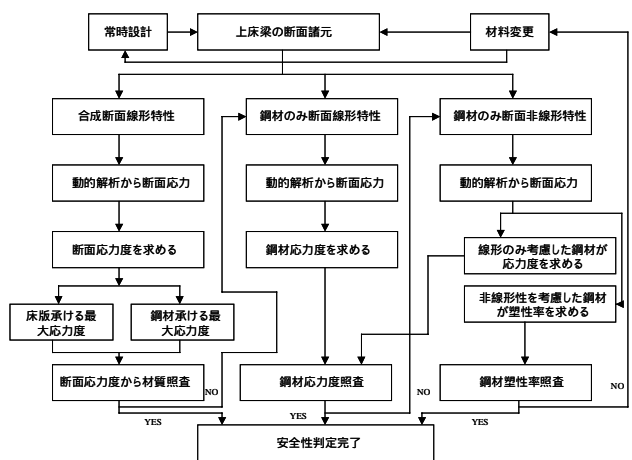 常時設計
上床梁の断面諸元
材料変更
合成断面線形特性
鋼材のみ断面線形特性
鋼材のみ断面非線形特性
動的解析から断面応力
動的解析から断面応力
動的解析から断面応力
断面応力度を求める
鋼材応力度を求める
線形のみ考慮した鋼材が
応力度を求める
床版承ける最
大応力度
鋼材承ける最
大応力度
非線形性を考慮した鋼材
が塑性率を求める
断面応力度から材質照査
鋼材応力度照査
鋼材塑性率照査
NO
NO
NO
YES
YES
YES
安全性判定完了